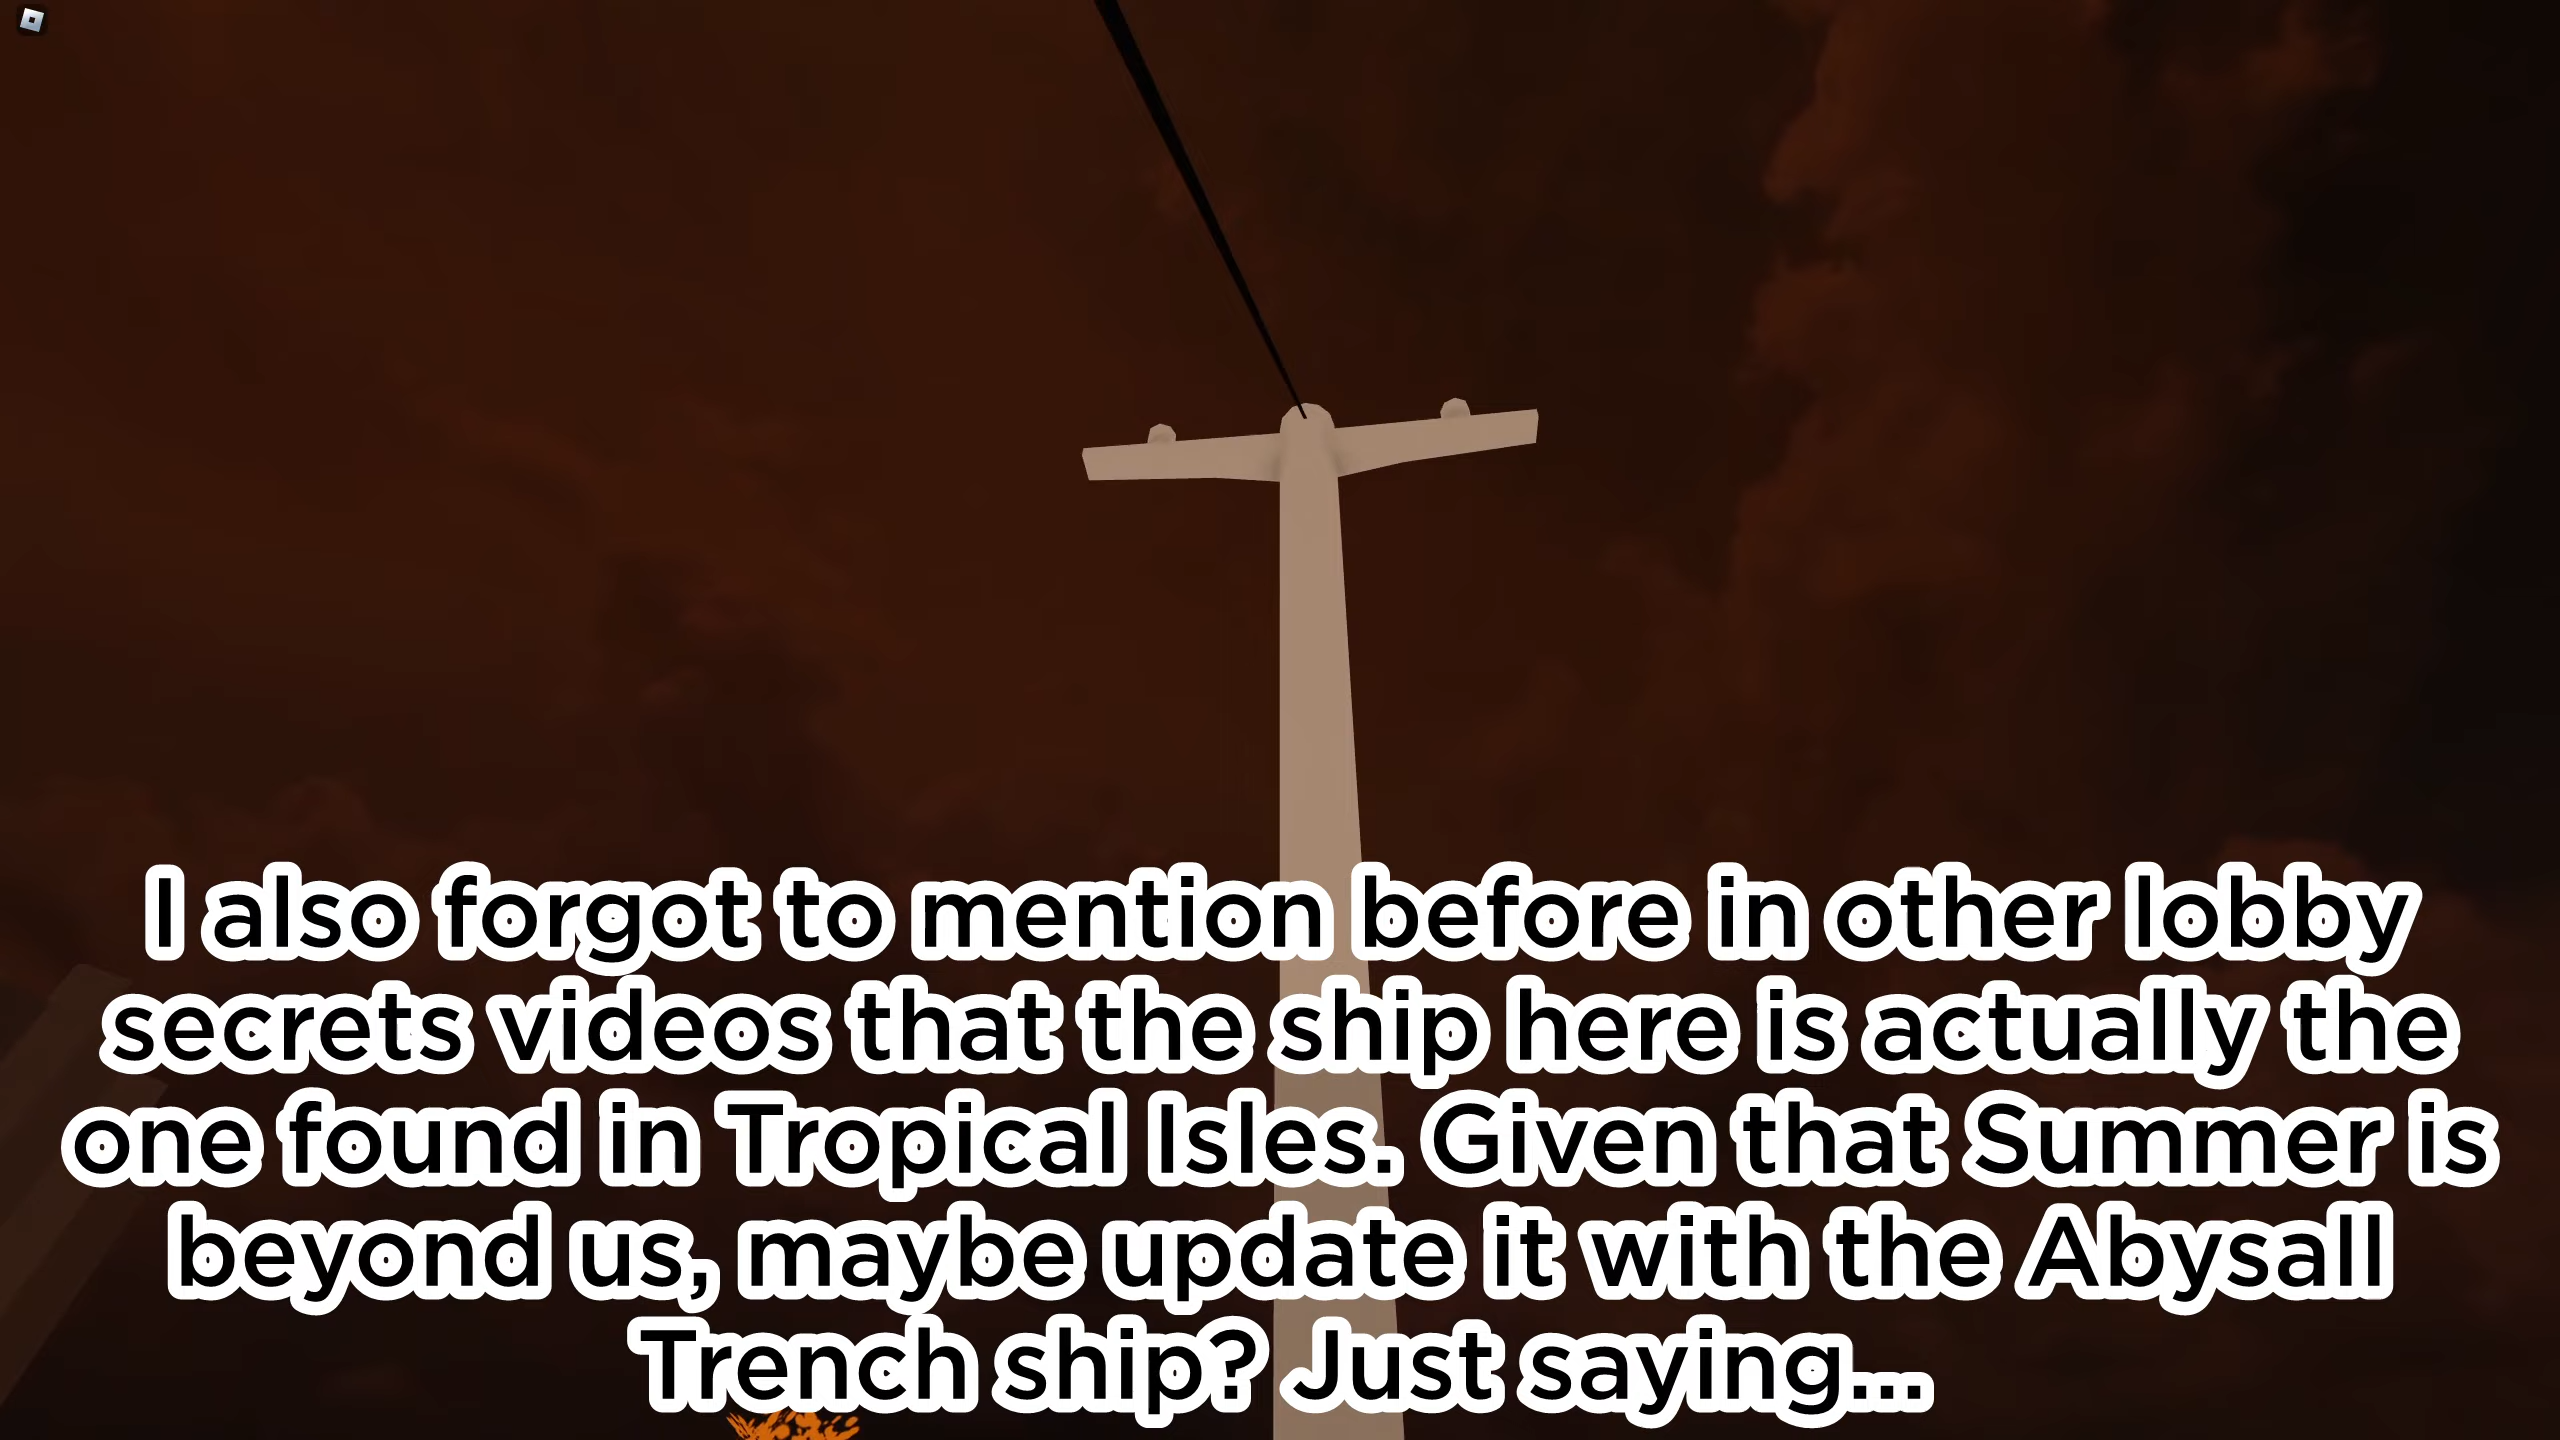 I also forgot to mention before in other lobby
secrets videos that the ship here is actually the
one found in Tropical Isles. Given that Summer is
beyond us, maybe update it with the Abysall
Trench ship? Just saying...